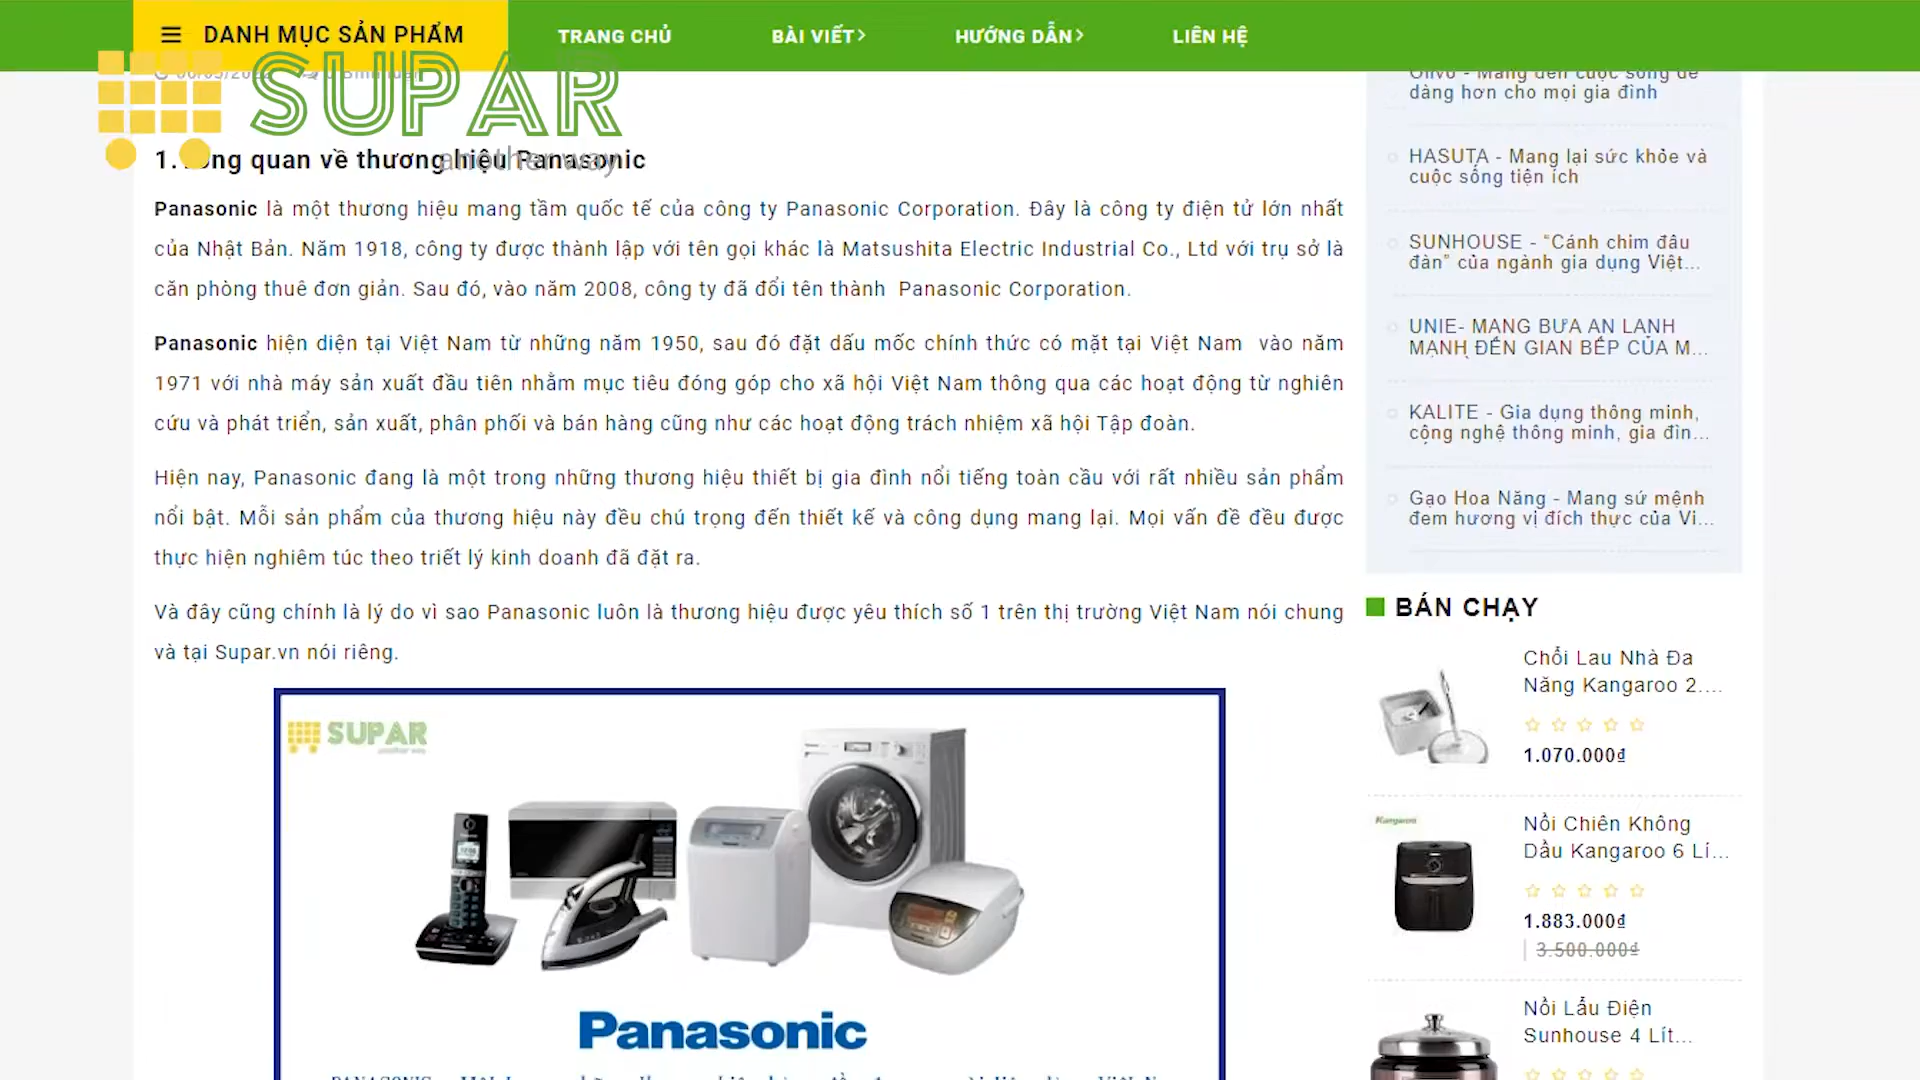 DANH MỤC SẢN PHẨM
TRANG CHỦ
BÀI VIẾT
HƯỚNG DẪN
LIÊN HỆ
SUPAR
another way
1. quan về thương hiệu Panasonic
Panasonic là một thương hiệu mang tầm quốc tế của công ty Panasonic Corporation. Đây là công ty điện tử lớn nhất
của Nhật Bản. Năm 1918, công ty được thành lập với tên gọi khác là Matsushita Electric Industrial Co., Ltd với trụ sở là
căn phòng thuê đơn giản. Sau đó, vào năm 2008, công ty đã đổi tên thành Panasonic Corporation.
Panasonic hiện diện tại Việt Nam từ những năm 1950, sau đó đặt dấu mốc chính thức có mặt tại Việt Nam vào năm
1971 với nhà máy sản xuất đầu tiên nhằm mục tiêu đóng góp cho xã hội Việt Nam thông qua các hoạt động từ nghiên
cứu và phát triển, sản xuất, phân phối và bán hàng cũng như các hoạt động trách nhiệm xã hội Tập đoàn.
Hiện nay, Panasonic đang là một trong những thương hiệu thiết bị gia đình nổi tiếng toàn cầu với rất nhiều sản phẩm
nổi bật. Mỗi sản phẩm của thương hiệu này đều chú trọng đến thiết kế và công dụng mang lại. Mọi vấn đề đều được
thực hiện nghiêm túc theo triết lý kinh doanh đã đặt ra.
Và đây cũng chính là lý do vì sao Panasonic luôn là thương hiệu được yêu thích số 1 trên thị trường Việt Nam nói chung
và tại Supar.vn nói riêng.
SUPAR
another way
Panasonic
Olivo - Mang đến cuộc sống dễ
dàng hơn cho mọi gia đình
HASUTA - Mang lại sức khỏe và
cuộc sống tiện ích
SUNHOUSE - “Cánh chim đầu
đàn” của ngành gia dụng Việt...
UNIE- MANG BỮA ĂN LÀNH
MẠNH ĐẾN GIAN BẾP CỦA M...
KALITE - Gia dụng thông minh,
công nghệ thông minh, gia đìn...
Gạo Hoa Nắng - Mang sứ mệnh
đem hương vị đích thực của Vi...
BÁN CHẠY
Chổi Lau Nhà Đa
Năng Kangaroo 2....
1.070.000₫
Kangaroo
Nồi Chiên Không
Dầu Kangaroo 6 Lí...
1.883.000₫
3.500.000₫
Nồi Lẩu Điện
Sunhouse 4 Lít...